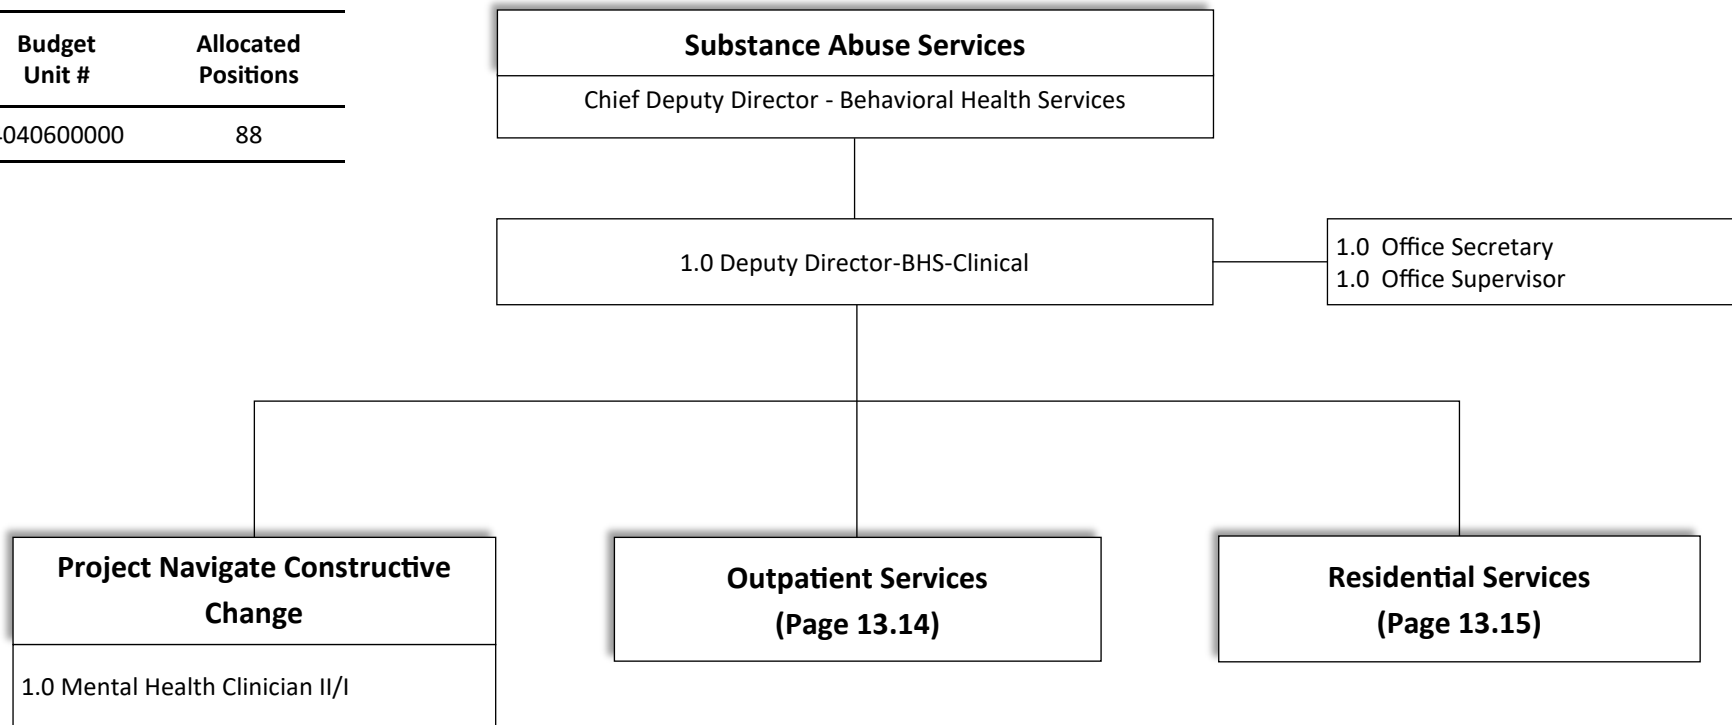 Budget Unit #
Allocated Positions
040600000
88
Substance Abuse Services
Chief Deputy Director - Behavioral Health Services
1.0 Deputy Director-BHS-Clinical
1.0 Office Secretary
1.0 Office Supervisor
Project Navigate Constructive
Change
1.0 Mental Health Clinician II/I
Outpatient Services
(Page 13.14)
Residential Services
(Page 13.15)